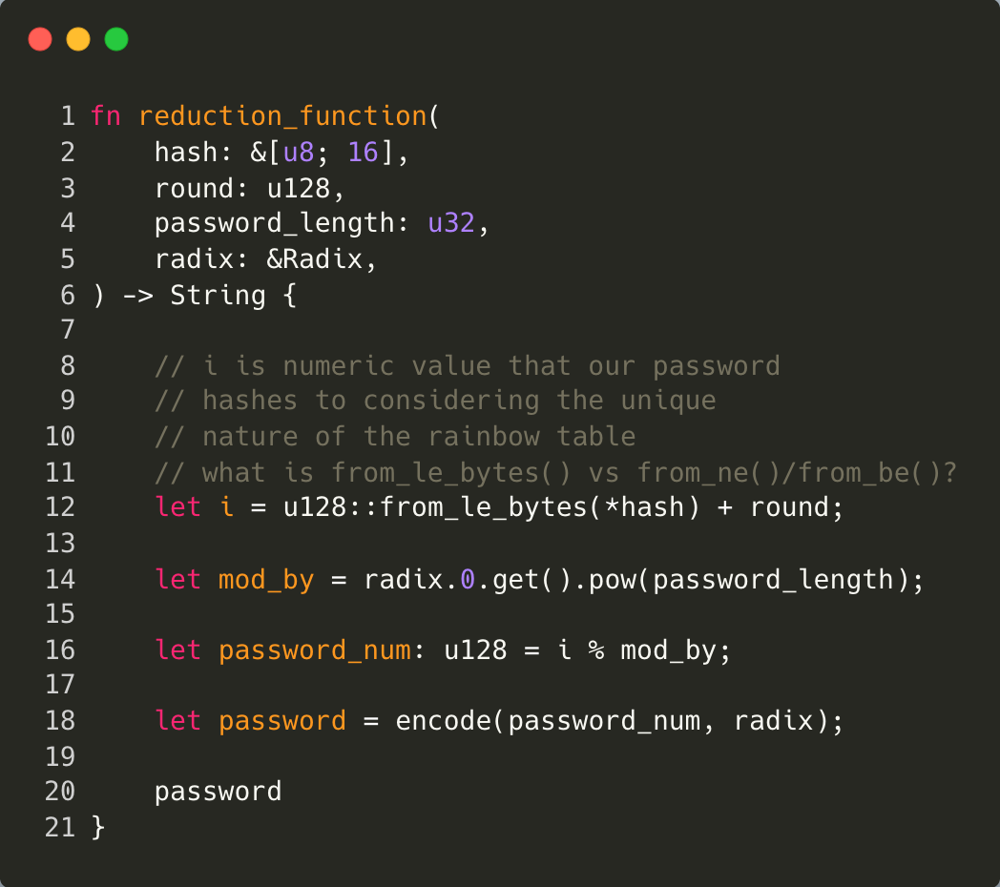 1 fn reduction_function(
2     hash: &[u8; 16],
3     round: u128,
4     password_length: u32,
5     radix: &Radix,
6 ) -> String {
7
8     // i is numeric value that our password
9     // hashes to considering the unique
10     // nature of the rainbow table
11     // what is from_le_bytes() vs from_ne()/from_be()?
12     let i = u128::from_le_bytes(*hash) + round;
13
14     let mod_by = radix.0.get().pow(password_length);
15
16     let password_num: u128 = i % mod_by;
17
18     let password = encode(password_num, radix);
19
20     password
21 }